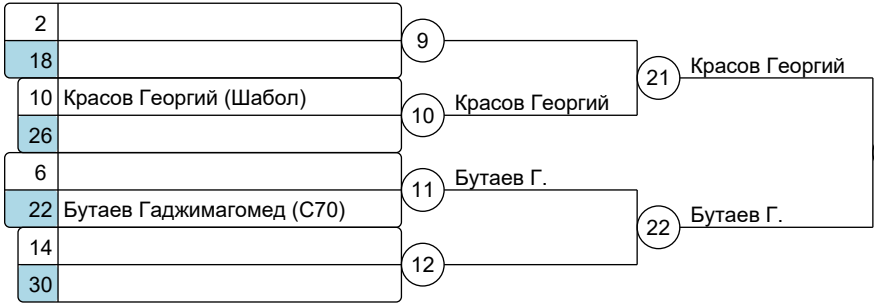 2
9
18
21 Красов Георгий
10 Красов Георгий (Шабол)
10 Красов Георгий
26
6
11 Бутаев Г.
22 Бутаев Гаджимагомед (С70)
22 Бутаев Г.
14
12
30